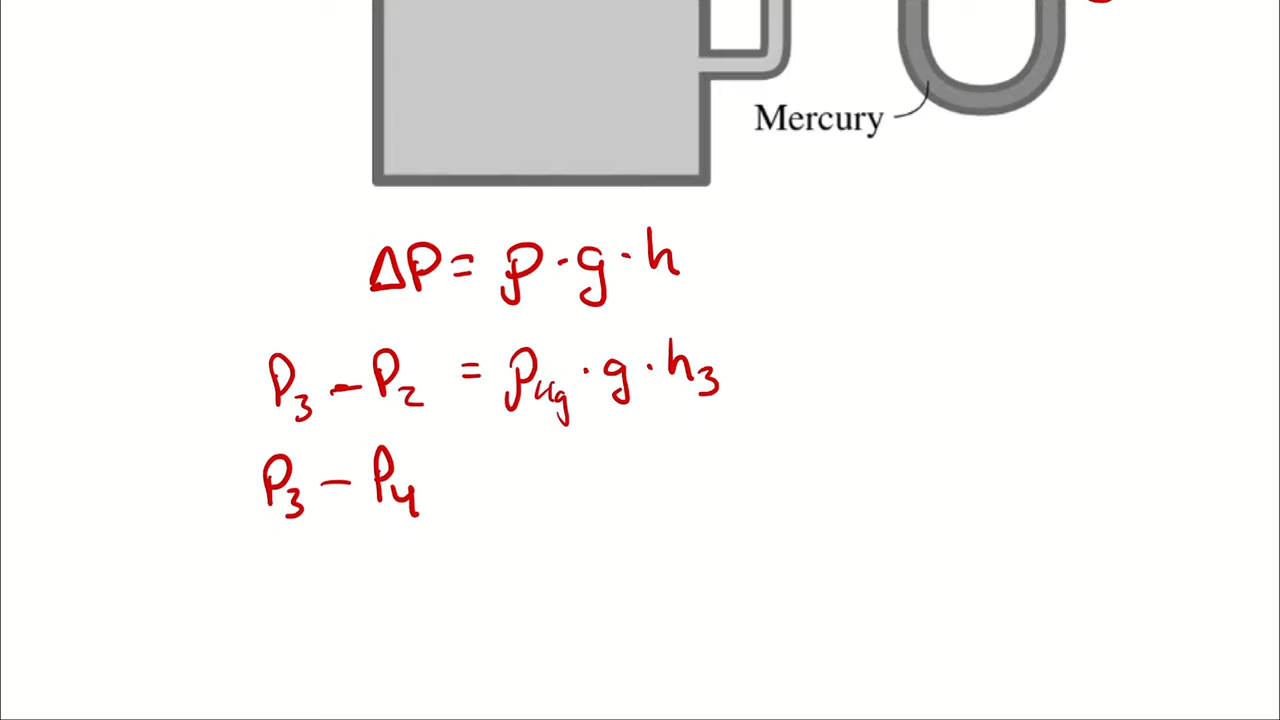 Mercury
ΔP = ρ · g · h
P₃ - P₂ = ρHg · g · h₃
P₃ - P₄